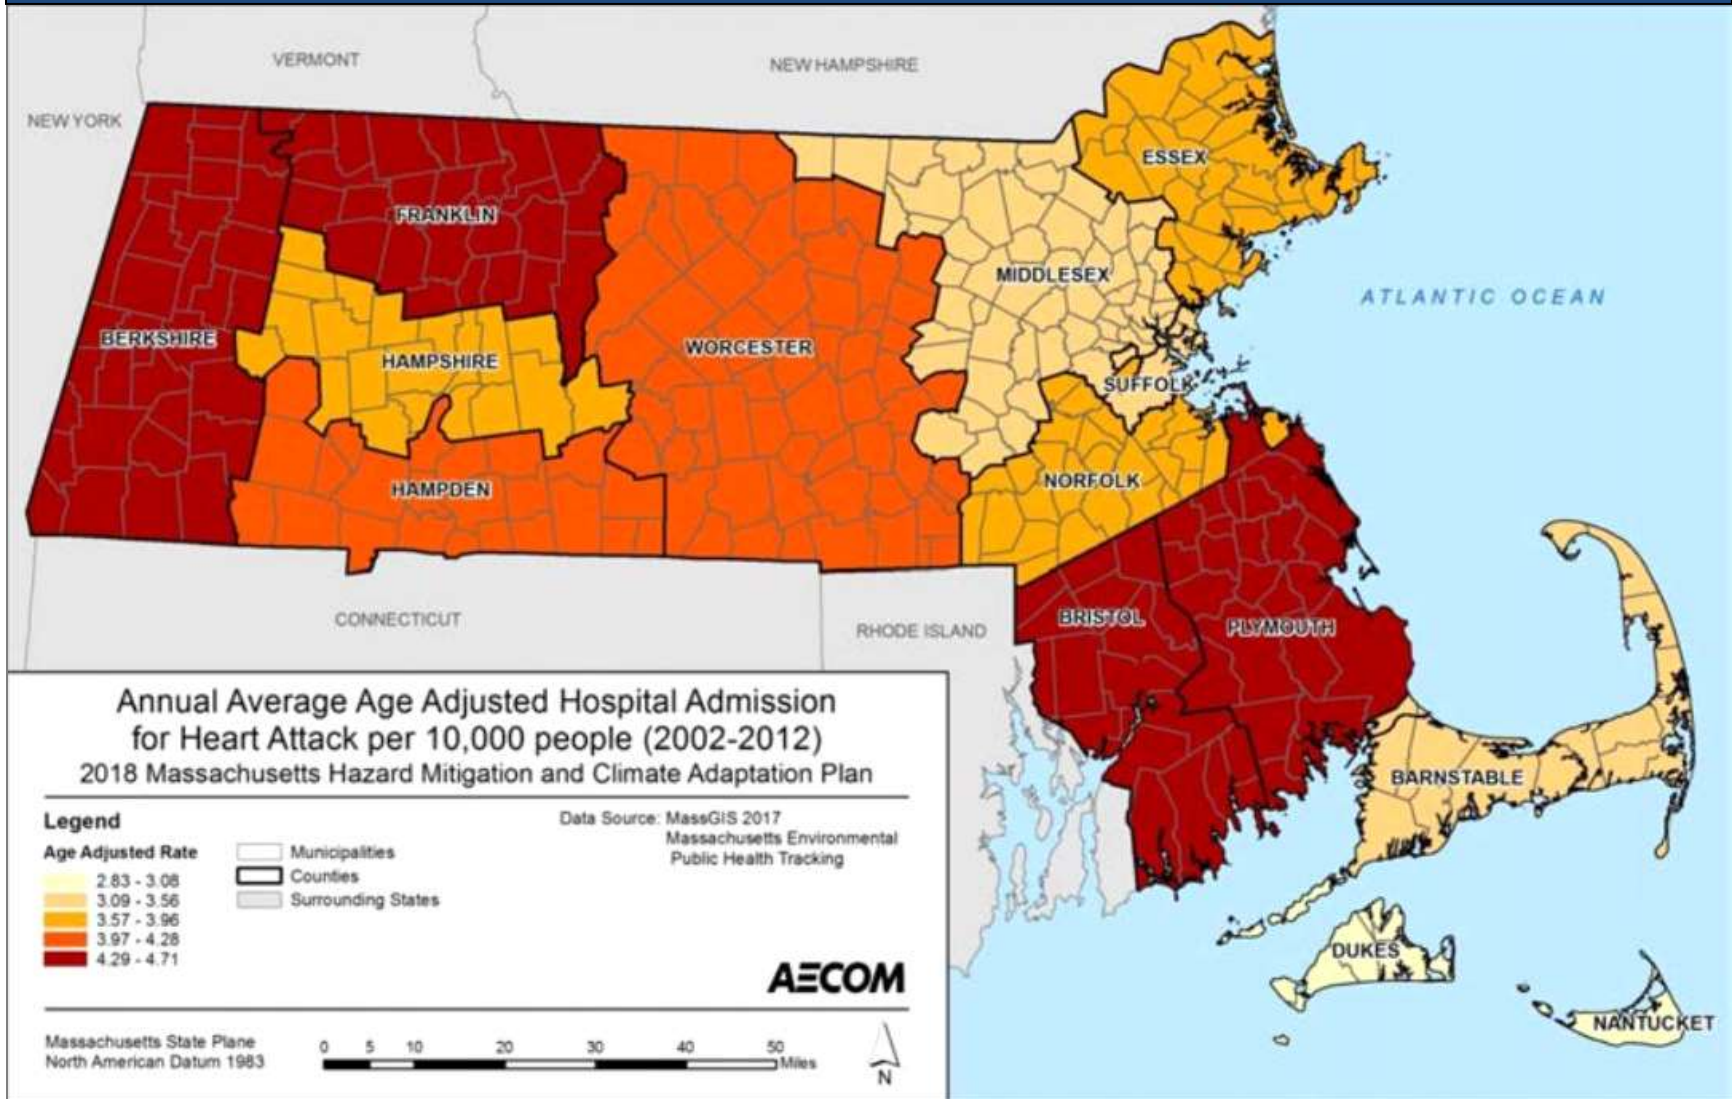 VERMONT
NEW HAMPSHIRE
NEW YORK
ESSEX
FRANKLIN
MIDDLESEX
ATLANTIC OCEAN
BERKSHIRE
HAMPSHIRE
WORCESTER
SUFFOLK
HAMPDEN
NORFOLK
CONNECTICUT
RHODE ISLAND
BRISTOL
PLYMOUTH
BARNSTABLE
DUKES
NANTUCKET
Annual Average Age Adjusted Hospital Admission
for Heart Attack per 10,000 people (2002-2012)
2018 Massachusetts Hazard Mitigation and Climate Adaptation Plan
Legend
Age Adjusted Rate
2.83 - 3.08
3.09 - 3.56
3.57 - 3.96
3.97 - 4.28
4.29 - 4.71
Municipalities
Counties
Surrounding States
Data Source: MassGIS 2017
Massachusetts Environmental
Public Health Tracking
AECOM
Massachusetts State Plane
North American Datum 1983
0 5 10 20 30 40 50
Miles
N